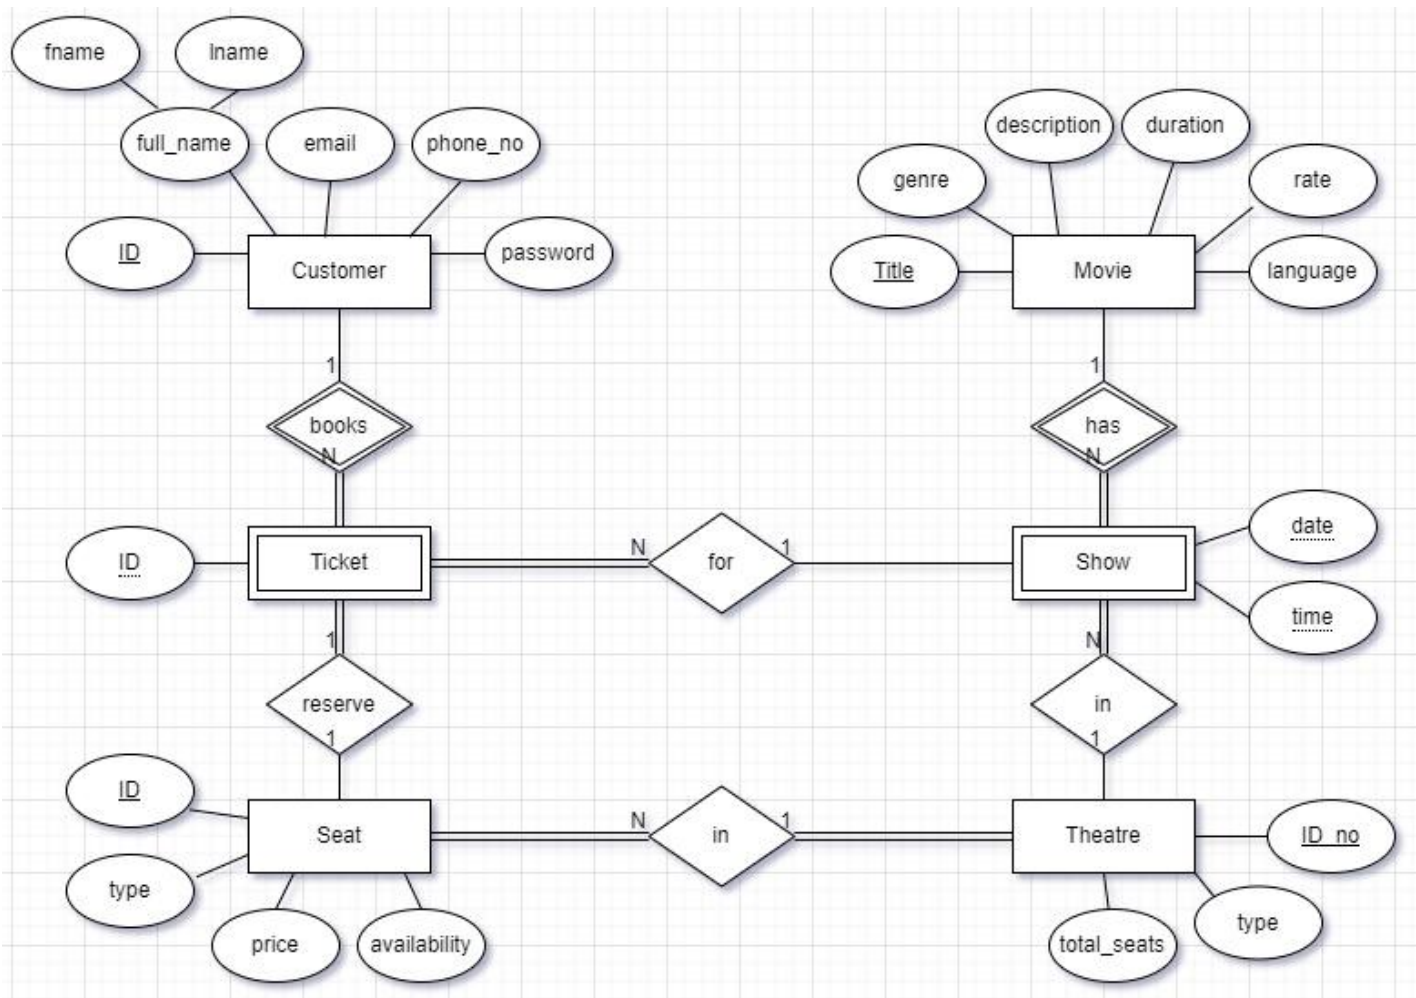 fname
lname
full_name
email
phone_no
description
duration
genre
rate
ID
Customer
password
Title
Movie
language
1
1
books
has
N
N
date
ID
Ticket
N
for
1
Show
time
1
N
reserve
in
1
1
ID
Seat
N
in
1
Theatre
ID_no
type
price
availability
total_seats
type